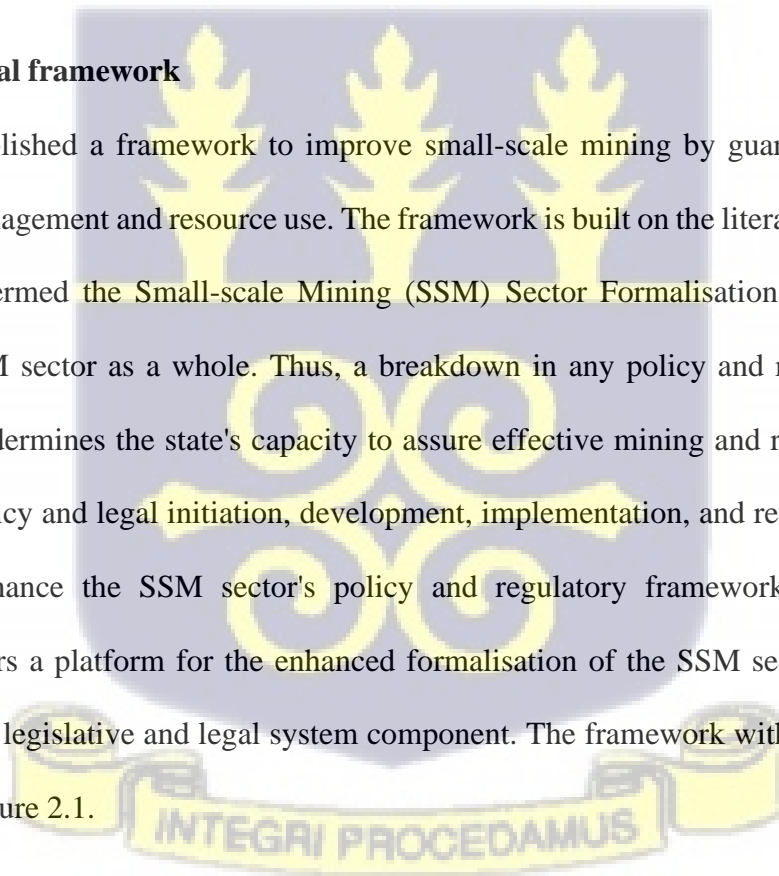 al framework
lished a framework to improve small-scale mining by guar
agement and resource use. The framework is built on the litera
ermed the Small-scale Mining (SSM) Sector Formalisation
M sector as a whole. Thus, a breakdown in any policy and r
dermines the state's capacity to assure effective mining and r
icy and legal initiation, development, implementation, and re
hance the SSM sector's policy and regulatory framework
rs a platform for the enhanced formalisation of the SSM se
legislative and legal system component. The framework with
ure 2.1.
INTEGRI PROCEDAMUS